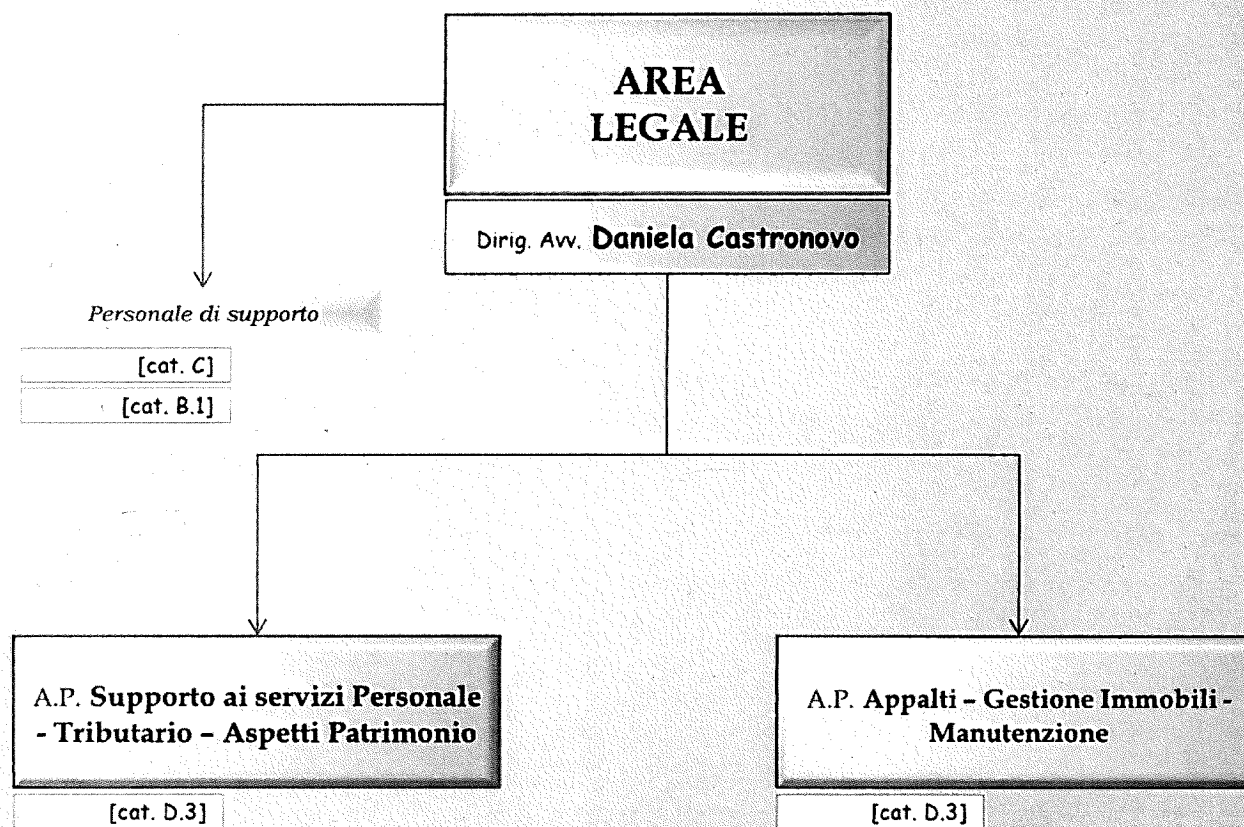 AREA
LEGALE
Dirig. Avv. Daniela Castronovo
Personale di supporto
[cat. C]
[cat. B.1]
A.P. Supporto ai servizi Personale
- Tributario – Aspetti Patrimonio
[cat. D.3]
A.P. Appalti – Gestione Immobili -
Manutenzione
[cat. D.3]